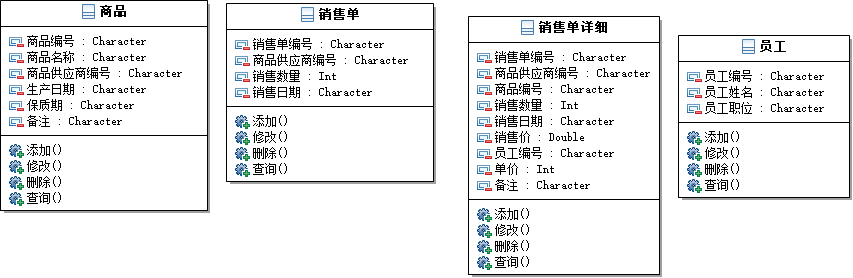 商品
商品编号 : Character
商品名称 : Character
商品供应商编号 : Character
生产日期 : Character
保质期 : Character
备注 : Character
添加()
修改()
删除()
查询()
销售单
销售单编号 : Character
商品供应商编号 : Character
销售数量 : Int
销售日期 : Character
添加()
修改()
删除()
查询()
销售单详细
销售单编号 : Character
商品供应商编号 : Character
商品编号 : Character
销售数量 : Int
销售日期 : Character
销售价 : Double
员工编号 : Character
单价 : Int
备注 : Character
添加()
修改()
删除()
查询()
员工
员工编号 : Character
员工姓名 : Character
员工职位 : Character
添加()
修改()
删除()
查询()